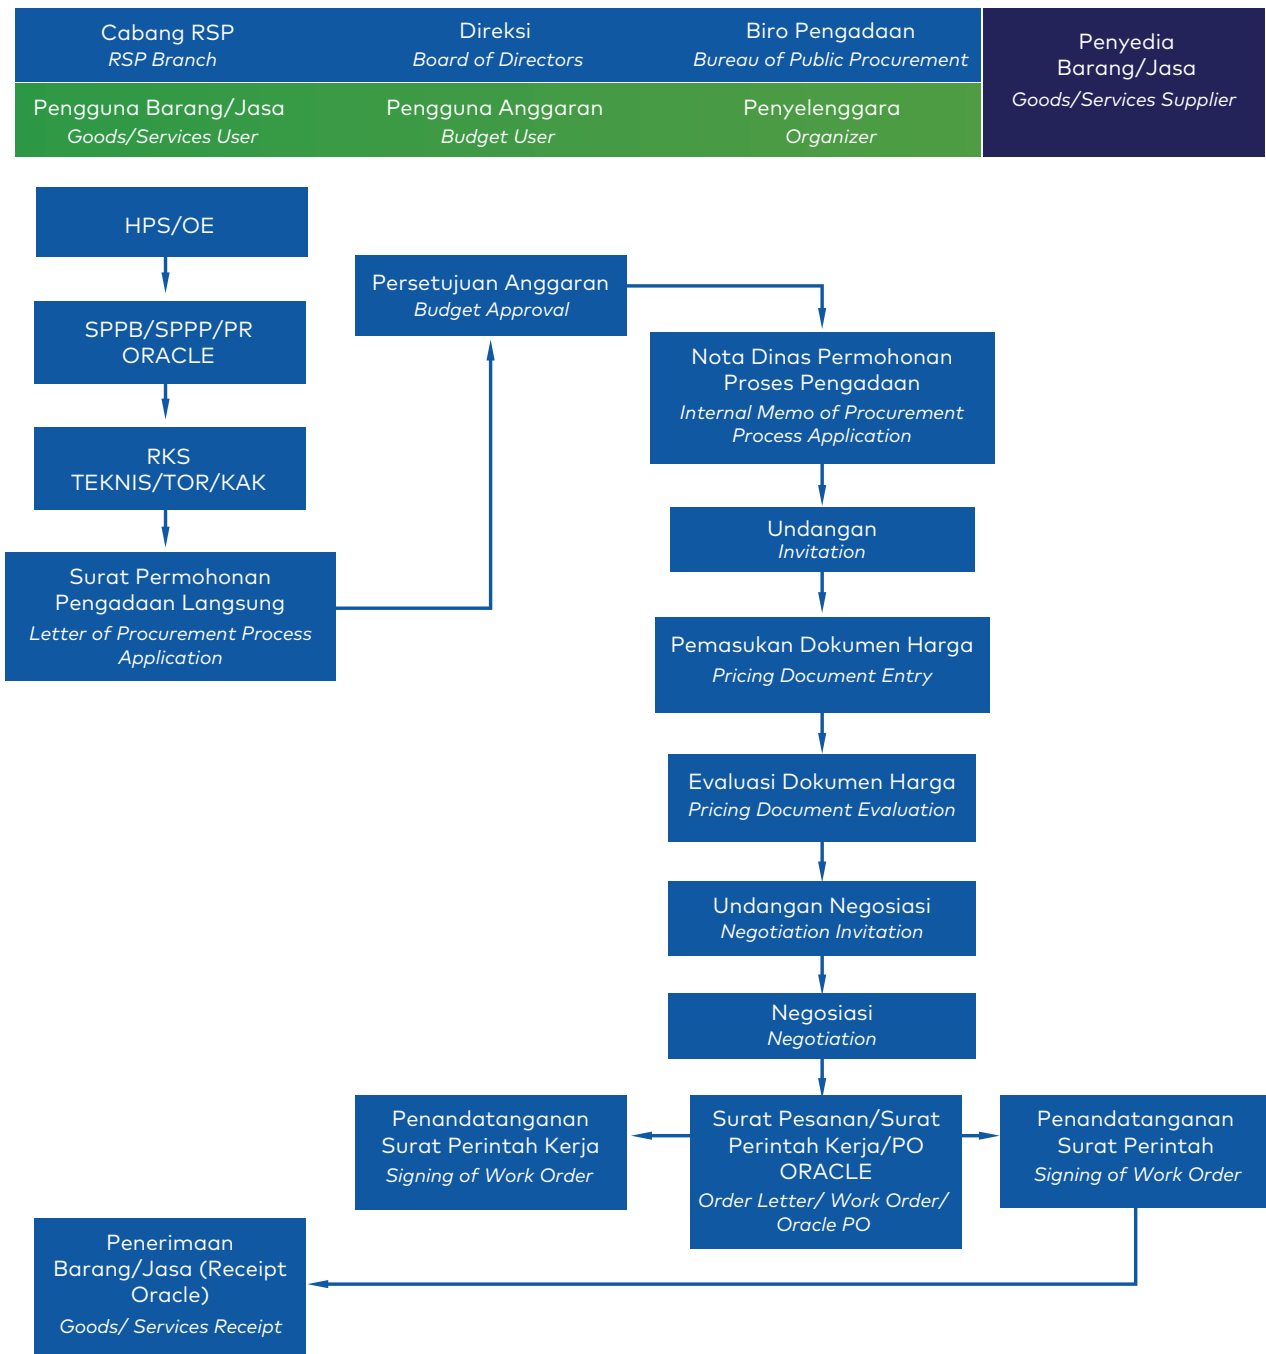 Cabang RSP
RSP Branch
Direksi
Board of Directors
Biro Pengadaan
Bureau of Public Procurement
Penyedia
Barang/Jasa
Goods/Services Supplier
Pengguna Barang/Jasa
Goods/Services User
Pengguna Anggaran
Budget User
Penyelenggara
Organizer
HPS/OE
SPPB/SPPP/PR
ORACLE
RKS
TEKNIS/TOR/KAK
Surat Permohonan
Pengadaan Langsung
Letter of Procurement Process
Application
Persetujuan Anggaran
Budget Approval
Nota Dinas Permohonan
Proses Pengadaan
Internal Memo of Procurement
Process Application
Undangan
Invitation
Pemasukan Dokumen Harga
Pricing Document Entry
Evaluasi Dokumen Harga
Pricing Document Evaluation
Undangan Negosiasi
Negotiation Invitation
Negosiasi
Negotiation
Penandatanganan
Surat Perintah Kerja
Signing of Work Order
Surat Pesanan/Surat
Perintah Kerja/PO
ORACLE
Order Letter/ Work Order/
Oracle PO
Penandatanganan
Surat Perintah
Signing of Work Order
Penerimaan
Barang/Jasa (Receipt
Oracle)
Goods/ Services Receipt